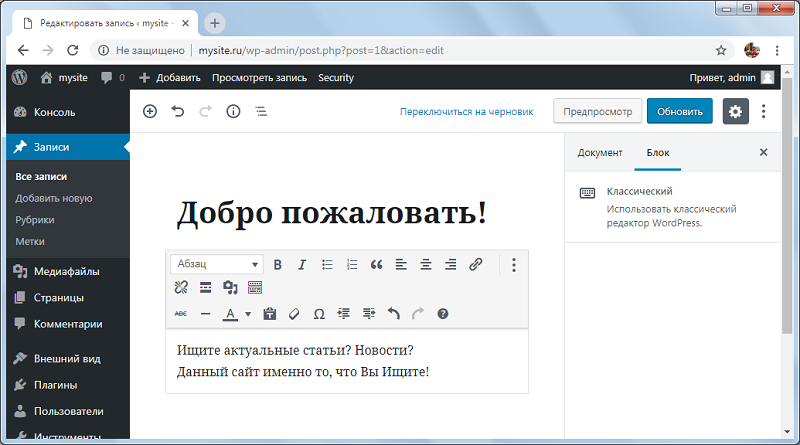 Редактировать запись ‹ mysite –
Не защищено | mysite.ru/wp-admin/post.php?post=1&action=edit
mysite 0 Добавить Просмотреть запись Security Привет, admin
Консоль
Записи
Все записи
Добавить новую
Рубрики
Метки
Медиафайлы
Страницы
Комментарии
Внешний вид
Плагины
Пользователи
Инструменты
Переключиться на черновик Предпросмотр Обновить
Добро пожаловать!
Абзац
Ищите актуальные статьи? Новости?
Данный сайт именно то, что Вы Ищите!
Документ Блок
Классический
Использовать классический
редактор WordPress.